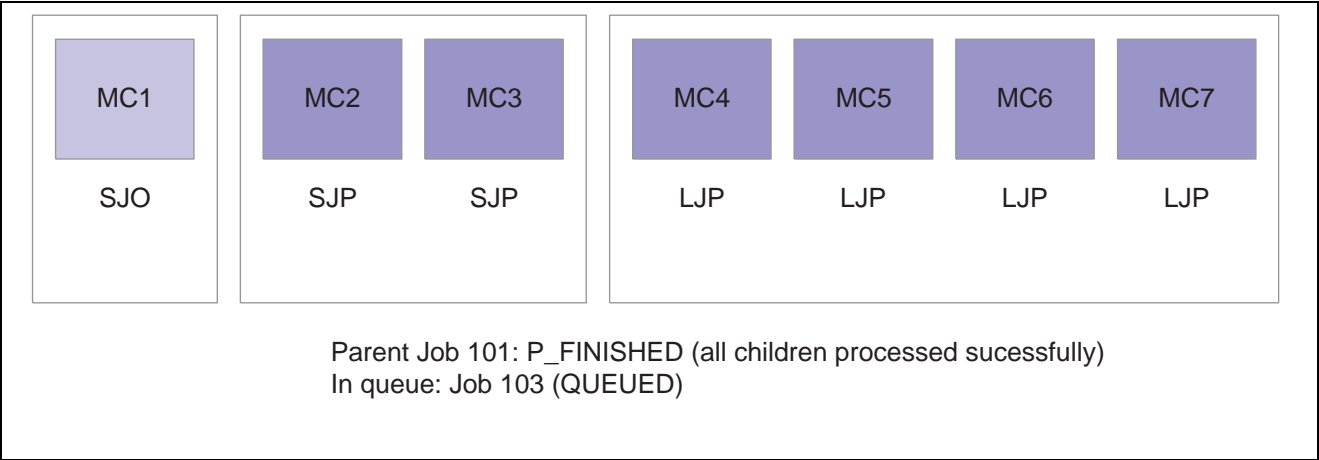 MC1 MC2 MC3 MC4 MC5 MC6 MC7
SJO SJP SJP LJP LJP LJP LJP
Parent Job 101: P_FINISHED (all children processed sucessfully)
In queue: Job 103 (QUEUED)